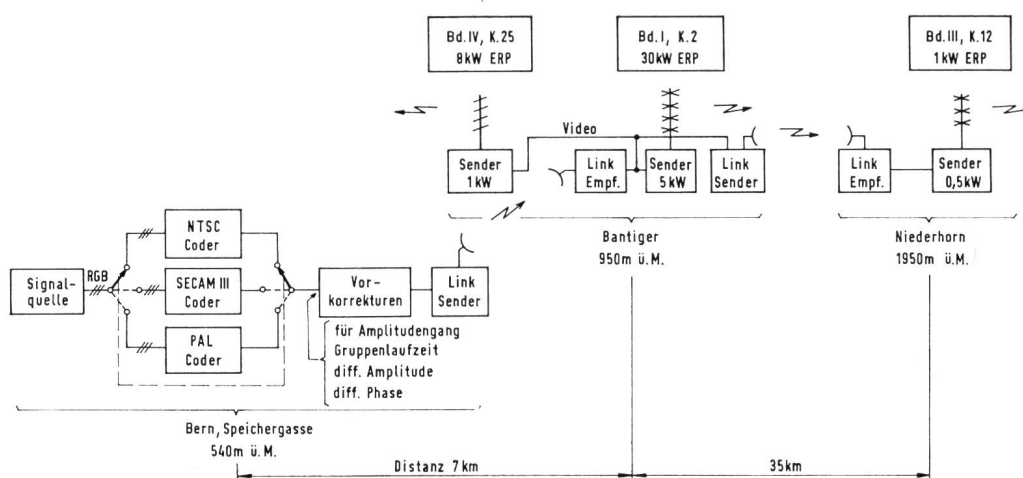 Bd.IV, K.25
8kW ERP
Bd.I, K.2
30kW ERP
Bd.III, K.12
1kW ERP
Video
Sender
1kW
Link
Empf.
Sender
5kW
Link
Sender
Link
Empf.
Sender
0,5kW
Bantiger
950m ü.M.
Niederhorn
1950m ü.M.
Signal-
quelle
RGB
NTSC
Coder
SECAM III
Coder
PAL
Coder
Vor-
korrekturen
Link
Sender
für Amplitudengang
Gruppenlaufzeit
diff. Amplitude
diff. Phase
Bern, Speichergasse
540m ü.M.
Distanz 7km
35km